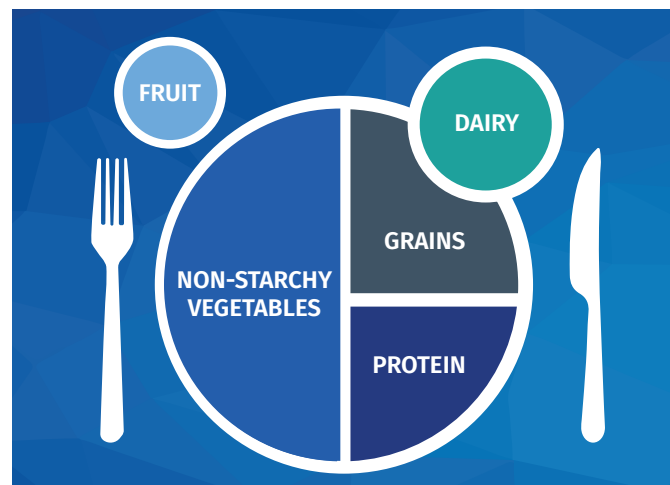 FRUIT
DAIRY
GRAINS
NON-STARCHY
VEGETABLES
PROTEIN